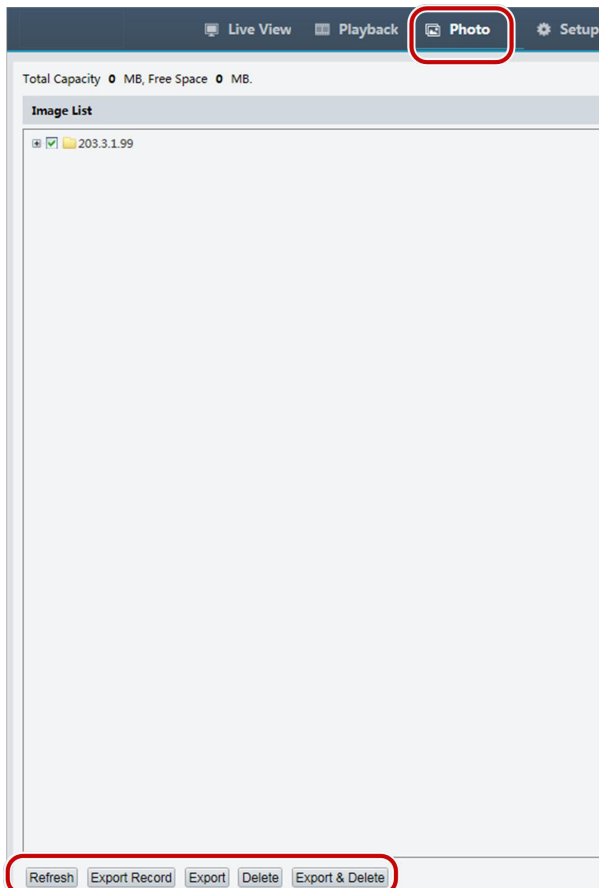 Live View Playback Photo Setup
Total Capacity 0 MB, Free Space 0 MB.
Image List
203.3.1.99
Refresh Export Record Export Delete Export & Delete